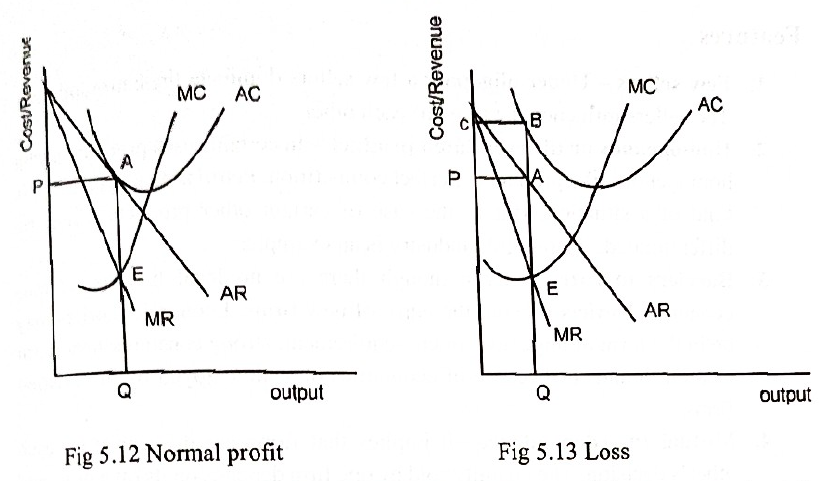 Cost/Revenue
MC
AC
A
P
E
AR
MR
Q
output
Fig 5.12 Normal profit
Cost/Revenue
MC
AC
c
B
P
A
E
AR
MR
Q
output
Fig 5.13 Loss